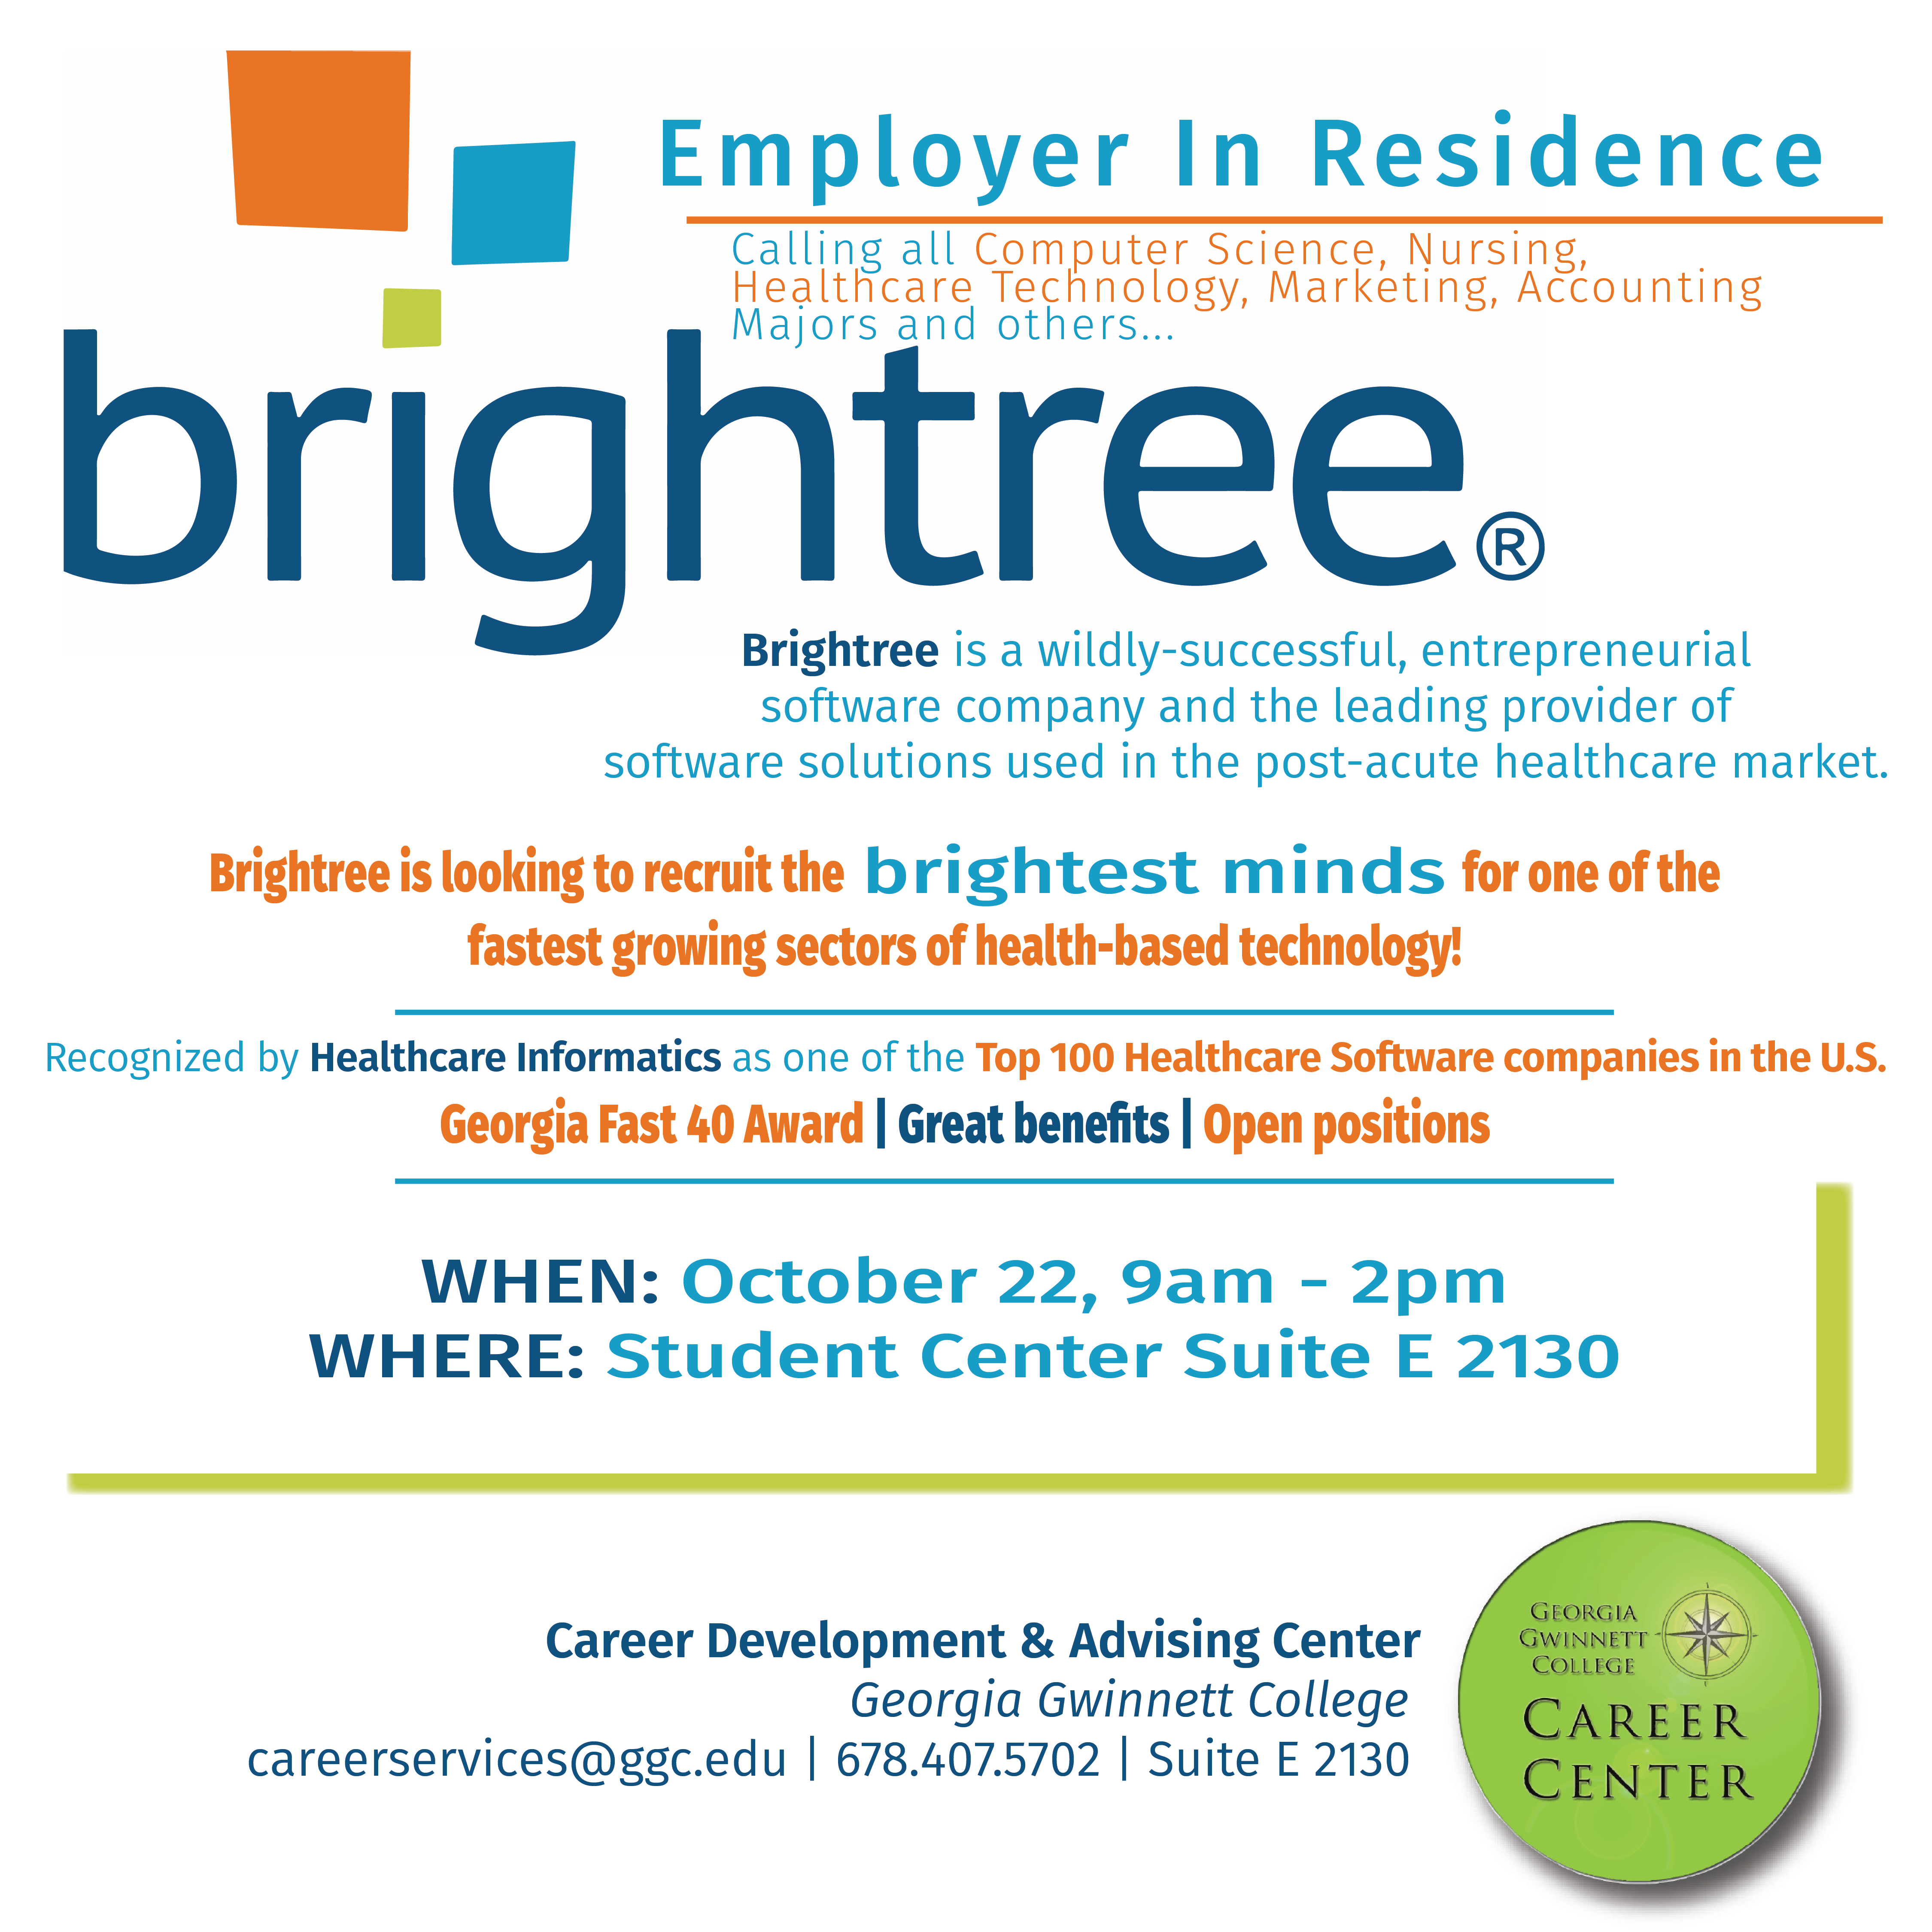 Employer In Residence
Calling all Computer Science, Nursing,
Healthcare Technology, Marketing, Accounting
Majors and others...
brightree®
Brightree is a wildly-successful, entrepreneurial
software company and the leading provider of
software solutions used in the post-acute healthcare market.
Brightree is looking to recruit the brightest minds for one of the
fastest growing sectors of health-based technology!
Recognized by Healthcare Informatics as one of the Top 100 Healthcare Software companies in the U.S.
Georgia Fast 40 Award | Great benefits | Open positions
WHEN: October 22, 9am - 2pm
WHERE: Student Center Suite E 2130
Career Development & Advising Center
Georgia Gwinnett College
careerservices@ggc.edu | 678.407.5702 | Suite E 2130
GEORGIA
GWINNETT
COLLEGE
CAREER
CENTER